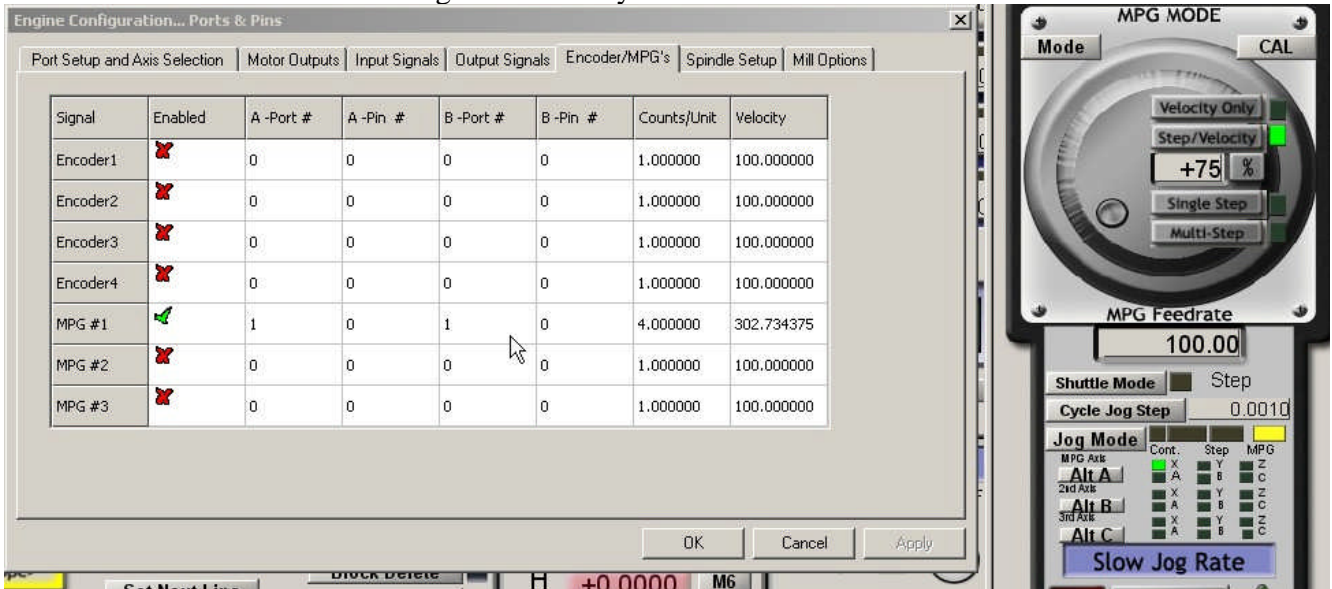 Engine Configuration... Ports & Pins
Port Setup and Axis Selection Motor Outputs Input Signals Output Signals Encoder/MPG's Spindle Setup Mill Options
Signal Enabled A -Port # A -Pin # B -Port # B -Pin # Counts/Unit Velocity
Encoder1 0 0 0 0 1.000000 100.000000
Encoder2 0 0 0 0 1.000000 100.000000
Encoder3 0 0 0 0 1.000000 100.000000
Encoder4 0 0 0 0 1.000000 100.000000
MPG #1 1 0 1 0 4.000000 302.734375
MPG #2 0 0 0 0 1.000000 100.000000
MPG #3 0 0 0 0 1.000000 100.000000
OK Cancel Apply
Block Delete
Set Next Line
H +0.0000 M6
MPG MODE
Mode CAL
Velocity Only
Step/Velocity
+75 %
Single Step
Multi-Step
MPG Feedrate
100.00
Shuttle Mode Step
Cycle Jog Step 0.0010
Jog Mode Cont. Step MPG
MPG Axis
Alt A X Y Z
A B C
2nd Axis
Alt B X Y Z
A B C
3rd Axis
Alt C X Y Z
A B C
Slow Jog Rate